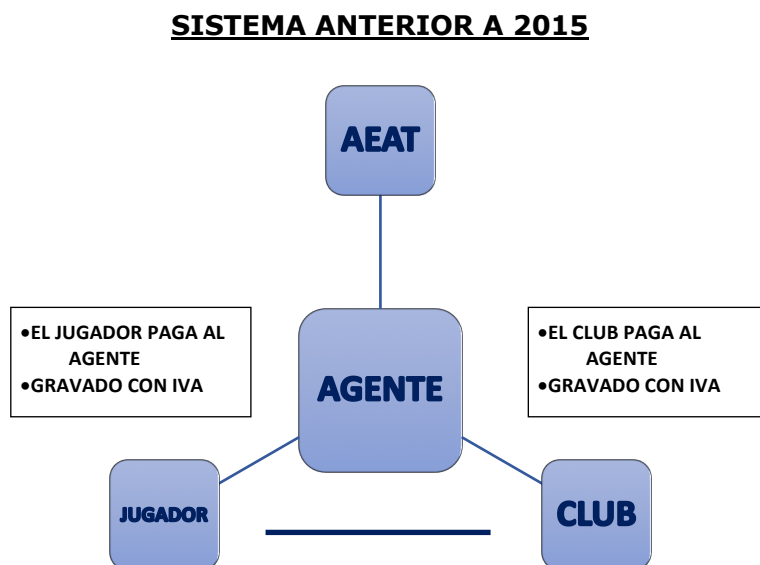 SISTEMA ANTERIOR A 2015
AEAT
•EL JUGADOR PAGA AL
AGENTE
•GRAVADO CON IVA
AGENTE
•EL CLUB PAGA AL
AGENTE
•GRAVADO CON IVA
JUGADOR
CLUB